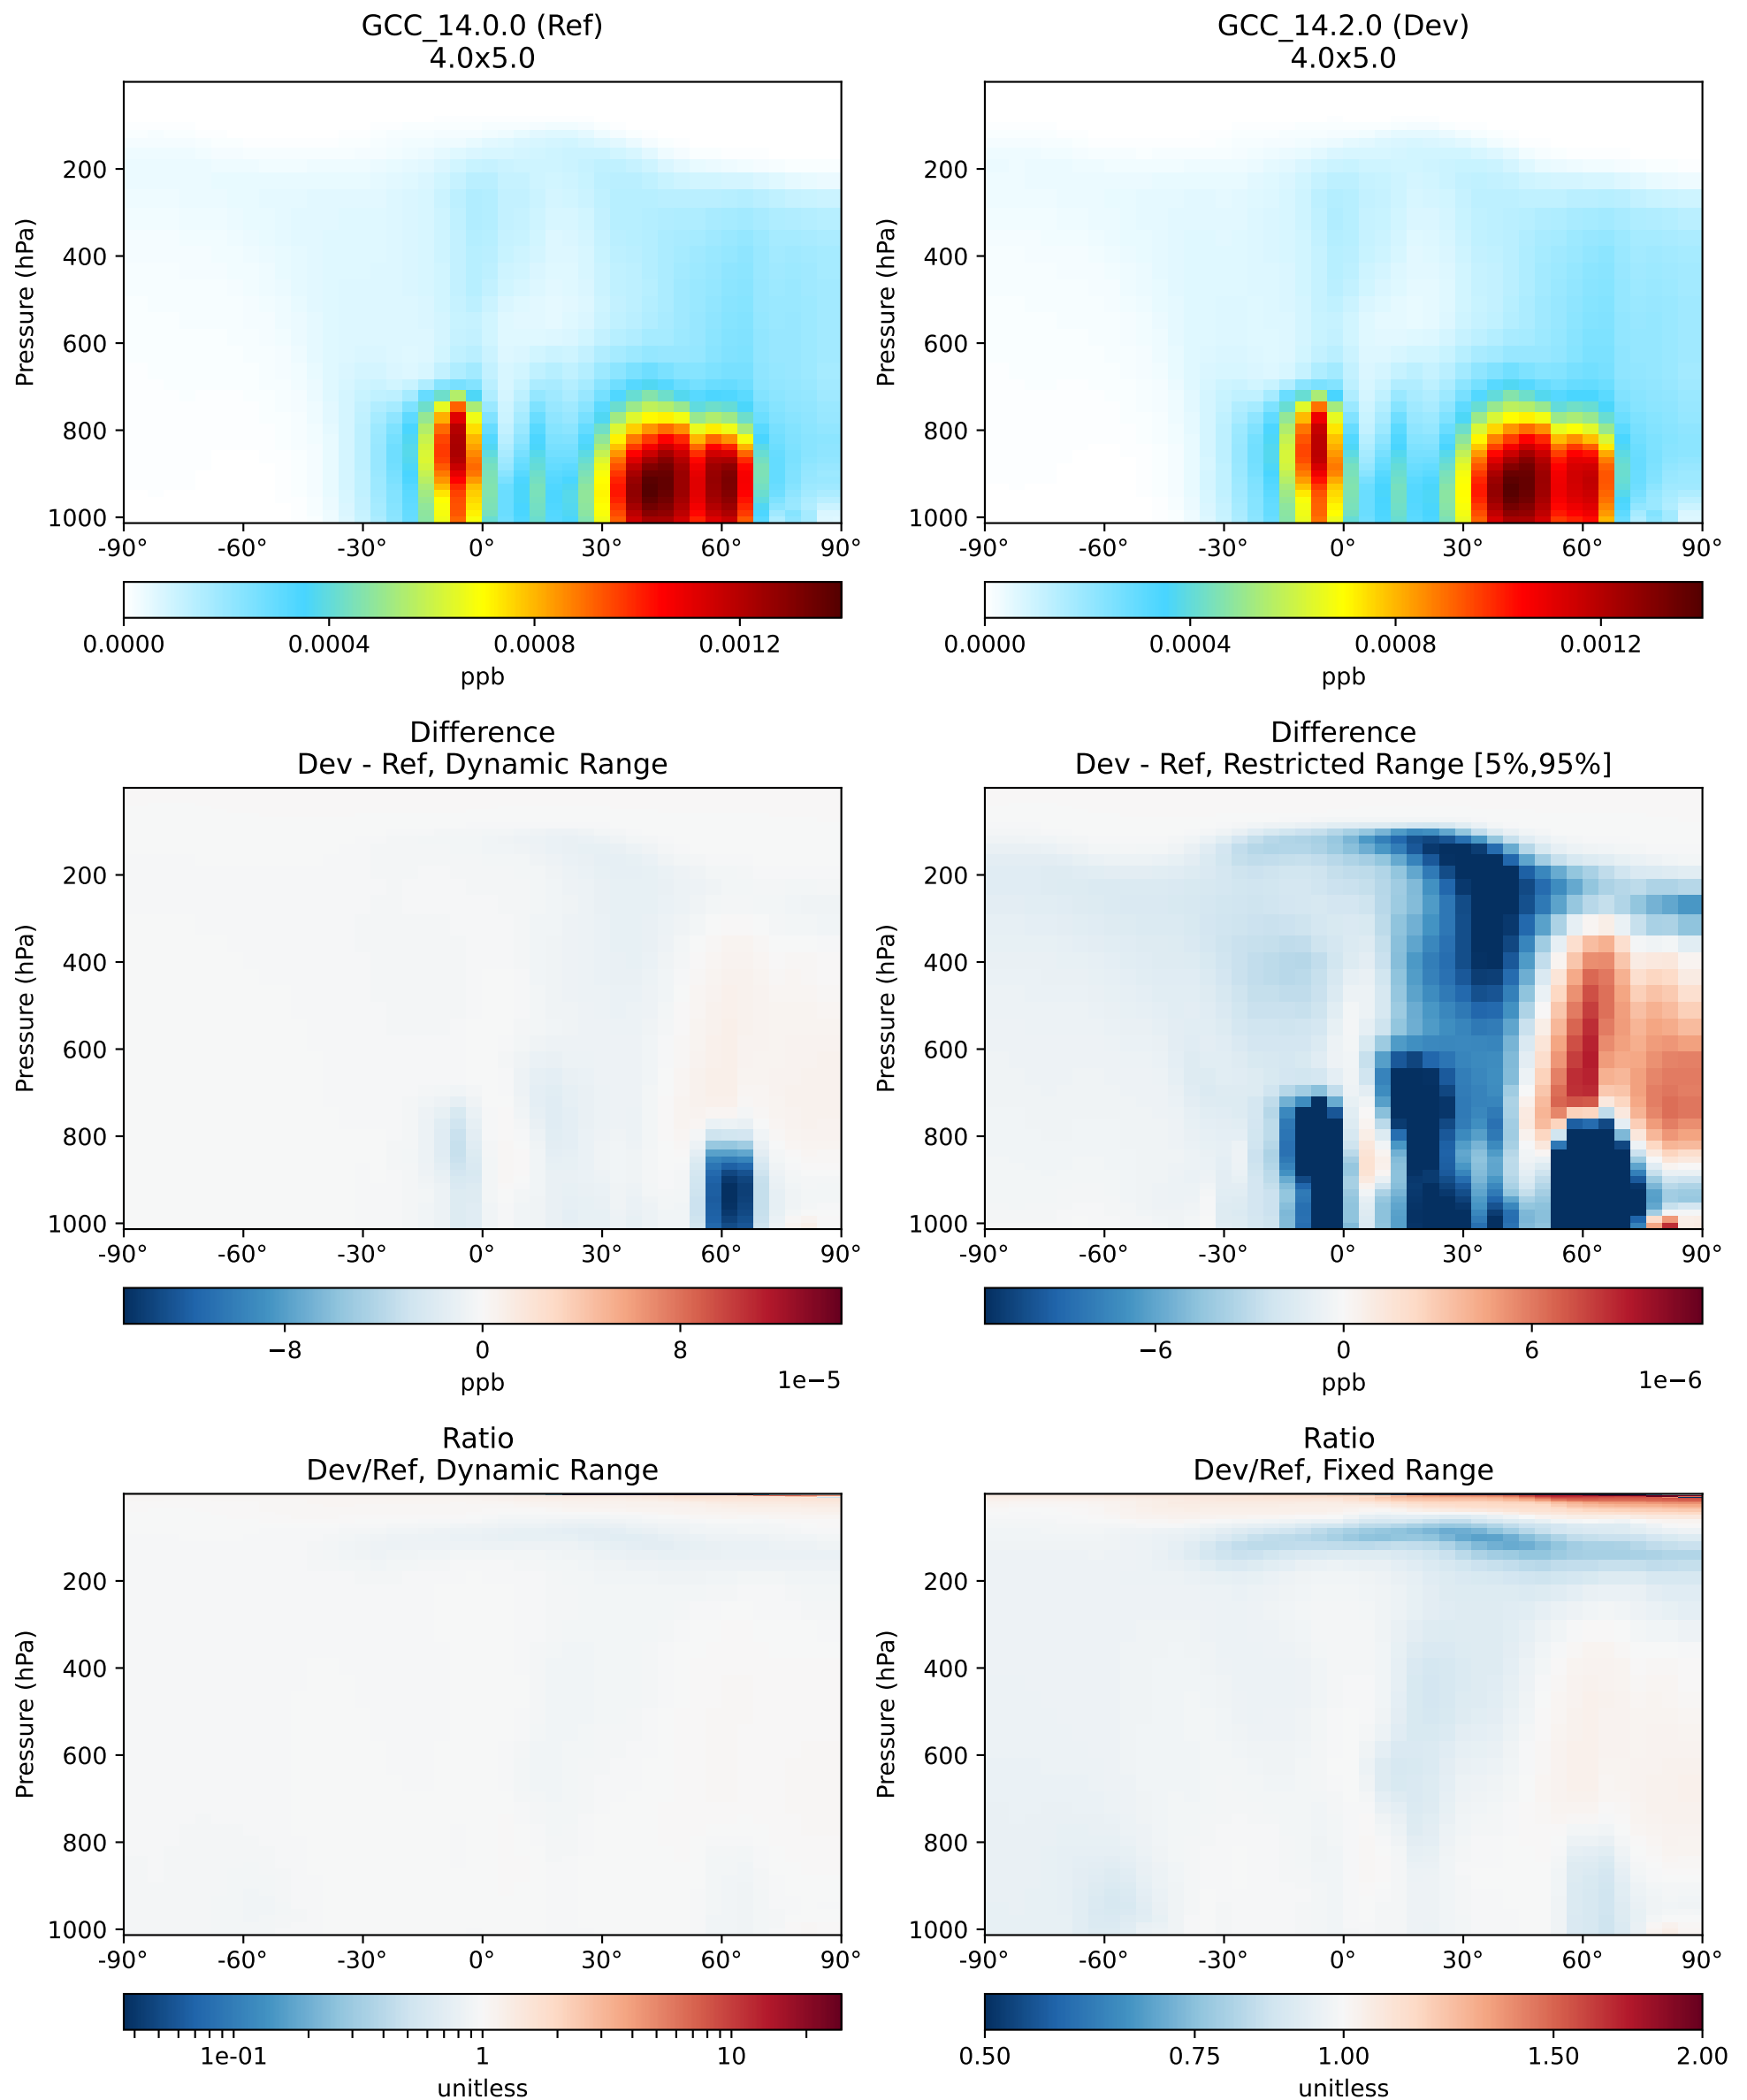 GCC_14.0.0 (Ref)
4.0x5.0
GCC_14.2.0 (Dev)
4.0x5.0
Pressure (hPa)
200
400
600
800
1000
-90° -60° -30° 0° 30° 60° 90°
0.0000 0.0004 0.0008 0.0012
ppb
Pressure (hPa)
200
400
600
800
1000
-90° -60° -30° 0° 30° 60° 90°
0.0000 0.0004 0.0008 0.0012
ppb
Difference
Dev - Ref, Dynamic Range
Pressure (hPa)
200
400
600
800
1000
-90° -60° -30° 0° 30° 60° 90°
−8 0 8
ppb
1e−5
Difference
Dev - Ref, Restricted Range [5%,95%]
Pressure (hPa)
200
400
600
800
1000
-90° -60° -30° 0° 30° 60° 90°
−6 0 6
ppb
1e−6
Ratio
Dev/Ref, Dynamic Range
Pressure (hPa)
200
400
600
800
1000
-90° -60° -30° 0° 30° 60° 90°
1e-01 1 10
unitless
Ratio
Dev/Ref, Fixed Range
Pressure (hPa)
200
400
600
800
1000
-90° -60° -30° 0° 30° 60° 90°
0.50 0.75 1.00 1.50 2.00
unitless